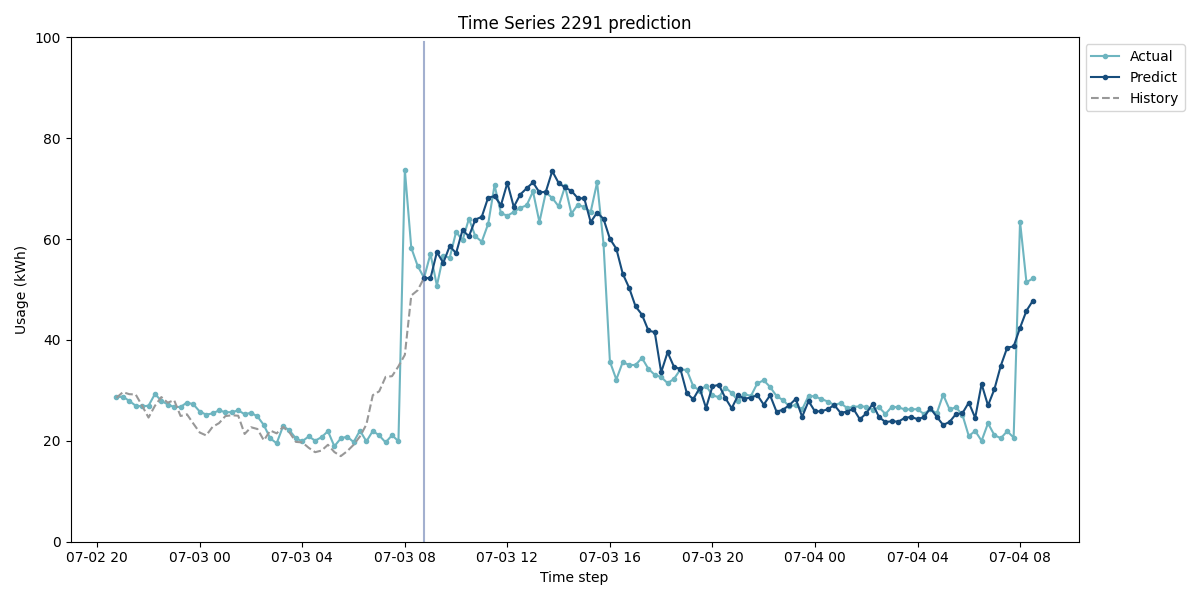 Time Series 2291 prediction
Usage (kWh)
100
80
60
40
20
0
07-02 20
07-03 00
07-03 04
07-03 08
07-03 12
07-03 16
07-03 20
07-04 00
07-04 04
07-04 08
Time step
Actual
Predict
History